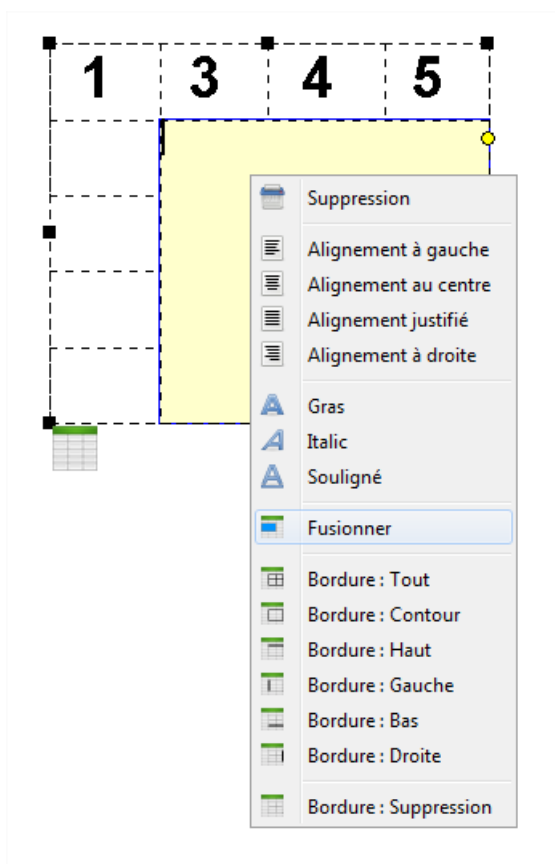 1 3 4 5
Suppression
Alignement à gauche
Alignement au centre
Alignement justifié
Alignement à droite
Gras
Italic
Souligné
Fusionner
Bordure : Tout
Bordure : Contour
Bordure : Haut
Bordure : Gauche
Bordure : Bas
Bordure : Droite
Bordure : Suppression